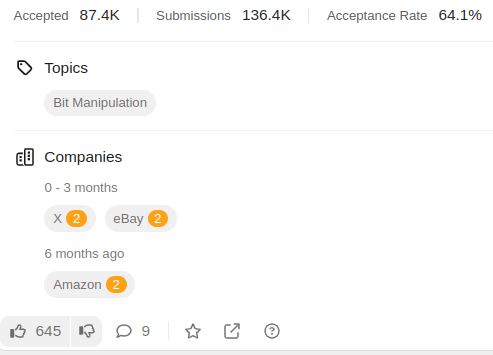 Accepted 87.4K Submissions 136.4K Acceptance Rate 64.1%
Topics
Bit Manipulation
Companies
0 - 3 months
X 2 eBay 2
6 months ago
Amazon 2
645 9